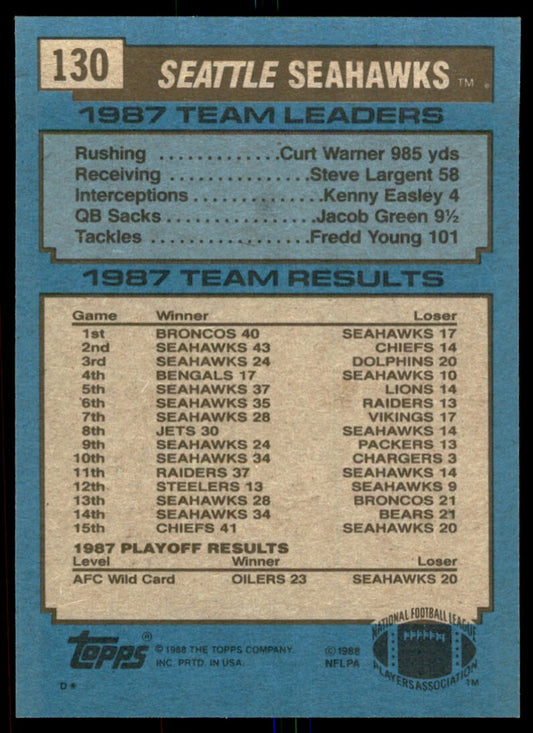 130 SEATTLE SEAHAWKS TM
1987 TEAM LEADERS
Rushing ..............Curt Warner 985 yds
Receiving ..................Steve Largent 58
Interceptions ................Kenny Easley 4
QB Sacks ..................Jacob Green 9½
Tackles ....................Fredd Young 101
1987 TEAM RESULTS
Game Winner Loser
1st BRONCOS 40 SEAHAWKS 17
2nd SEAHAWKS 43 CHIEFS 14
3rd SEAHAWKS 24 DOLPHINS 20
4th BENGALS 17 SEAHAWKS 10
5th SEAHAWKS 37 LIONS 14
6th SEAHAWKS 35 RAIDERS 13
7th SEAHAWKS 28 VIKINGS 17
8th JETS 30 SEAHAWKS 14
9th SEAHAWKS 24 PACKERS 13
10th SEAHAWKS 34 CHARGERS 3
11th RAIDERS 37 SEAHAWKS 14
12th STEELERS 13 SEAHAWKS 9
13th SEAHAWKS 28 BRONCOS 21
14th SEAHAWKS 34 BEARS 21
15th CHIEFS 41 SEAHAWKS 20
1987 PLAYOFF RESULTS
Level Winner Loser
AFC Wild Card OILERS 23 SEAHAWKS 20
Topps ®
© 1988 THE TOPPS COMPANY,
INC. PRTD. IN USA.
© 1988
NFLPA
NATIONAL FOOTBALL LEAGUE
PLAYERS ASSOCIATION TM
D*